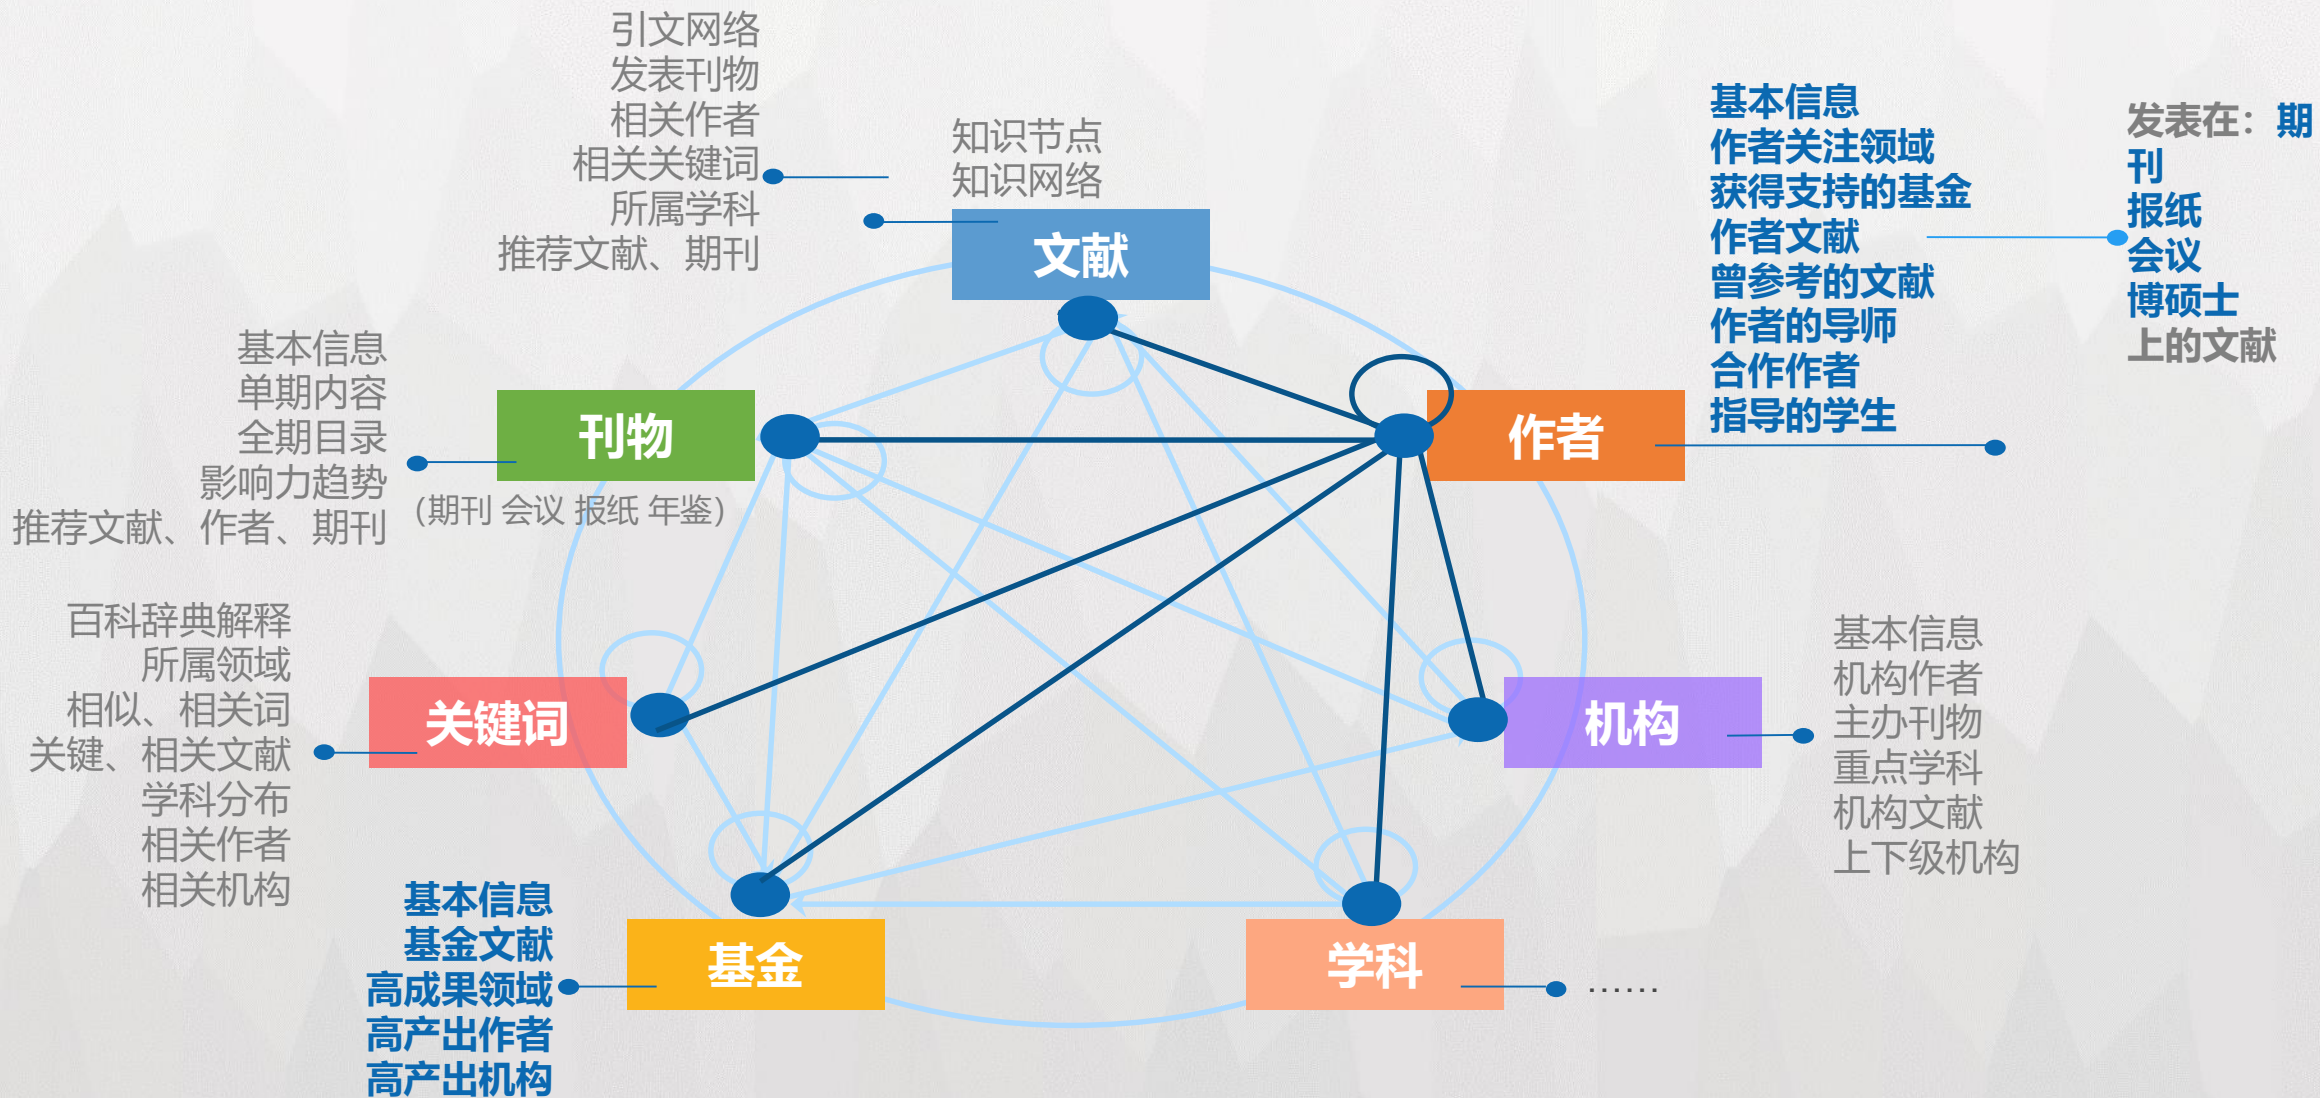 引文网络
发表刊物
相关作者
相关关键词
所属学科
推荐文献、期刊
知识节点
知识网络
文献
基本信息
作者关注领域
获得支持的基金
作者文献
曾参考的文献
作者的导师
合作作者
指导的学生
发表在：期
刊
报纸
会议
博硕士
上的文献
基本信息
单期内容
全期目录
影响力趋势
推荐文献、作者、期刊
刊物
（期刊 会议 报纸 年鉴）
作者
百科辞典解释
所属领域
相似、相关词
关键、相关文献
学科分布
相关作者
相关机构
关键词
机构
基本信息
机构作者
主办刊物
重点学科
机构文献
上下级机构
基本信息
基金文献
高成果领域
高产出作者
高产出机构
基金
学科
……